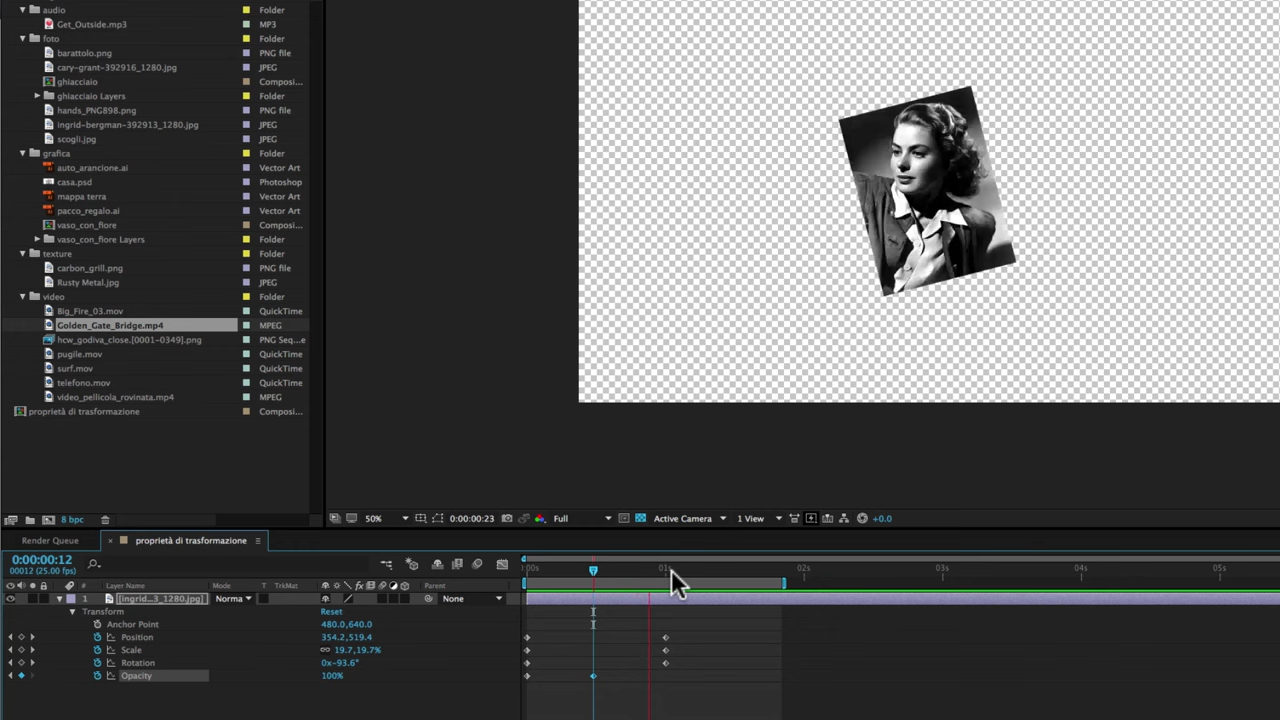 audio Folder
Get_Outside.mp3 MP3
foto Folder
barattolo.png PNG file
cary-grant-392916_1280.jpg JPEG
ghiacciaio Composi...
ghiacciaio Layers Folder
hands_PNG898.png PNG file
ingrid-bergman-392913_1280.jpg JPEG
scogli.jpg JPEG
grafica Folder
auto_arancione.ai Vector Art
casa.psd Photoshop
mappa terra Vector Art
pacco_regalo.ai Vector Art
vaso_con_fiore Composi...
vaso_con_fiore Layers Folder
texture Folder
carbon_grill.png PNG file
Rusty Metal.jpg JPEG
video Folder
Big_Fire_03.mov QuickTime
Golden_Gate_Bridge.mp4 MPEG
hcw_godiva_close.[0001-0349].png PNG Seq...e
pugile.mov QuickTime
surf.mov QuickTime
telefono.mov QuickTime
video_pellicola_rovinata.mp4 MPEG
proprietà di trasformazione Composi...
8 bpc
50% 0:00:00:23 Full Active Camera 1 View +0.0
Render Queue × proprietà di trasformazione
0:00:00:12
00012 (25.00 fps)
:00s 01s 02s 03s 04s 05s
# Layer Name Mode T TrkMat Parent
1 [ingrid...3_1280.jpg] Norma None
Transform Reset
Anchor Point 480.0,640.0
Position 354.2,519.4
Scale 19.7,19.7%
Rotation 0x-93.6°
Opacity 100%